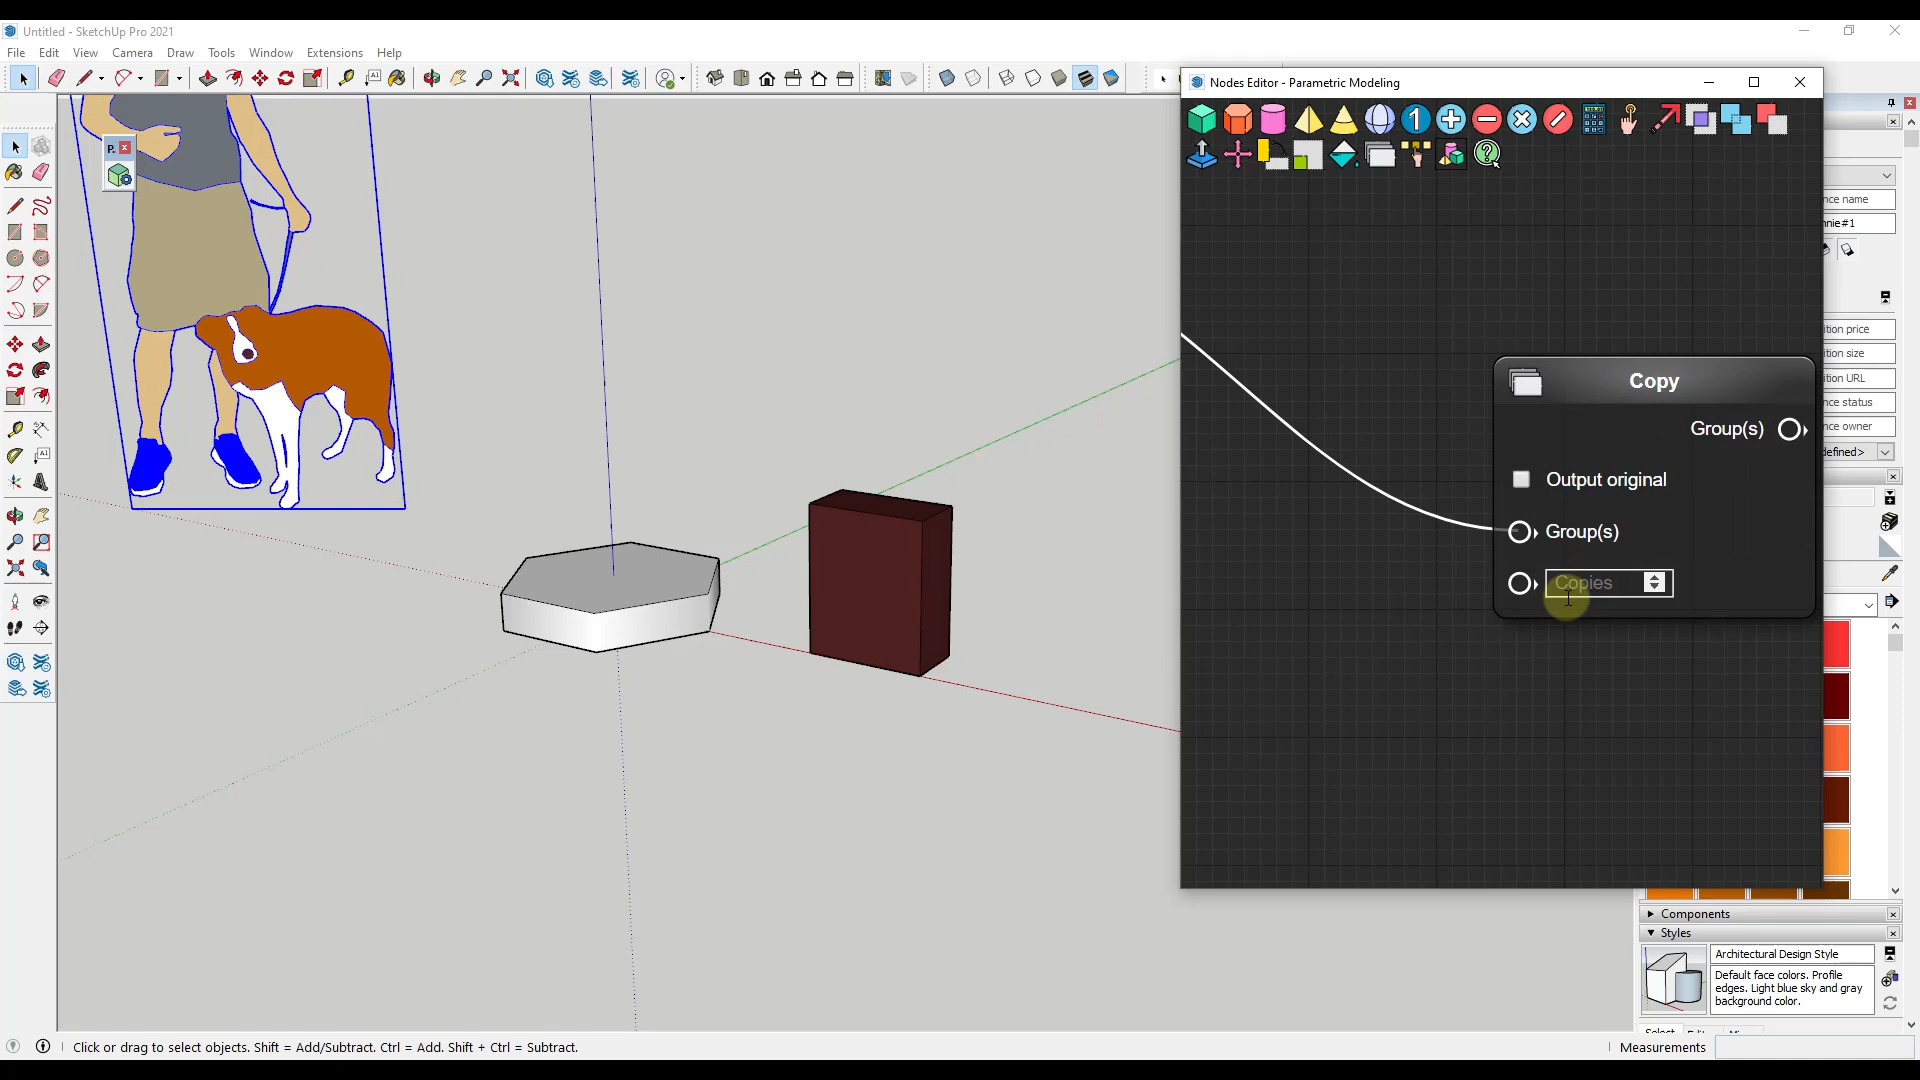 Untitled - SketchUp Pro 2021
File Edit View Camera Draw Tools Window Extensions Help
Nodes Editor - Parametric Modeling
P.
nce name
nnie#1
ition price
ition size
ition URL
nce status
nce owner
defined>
Copy
Group(s)
Output original
Group(s)
Copies
Components
Styles
Architectural Design Style
Default face colors. Profile
edges. Light blue sky and gray
background color.
Click or drag to select objects. Shift = Add/Subtract. Ctrl = Add. Shift + Ctrl = Subtract.
Measurements